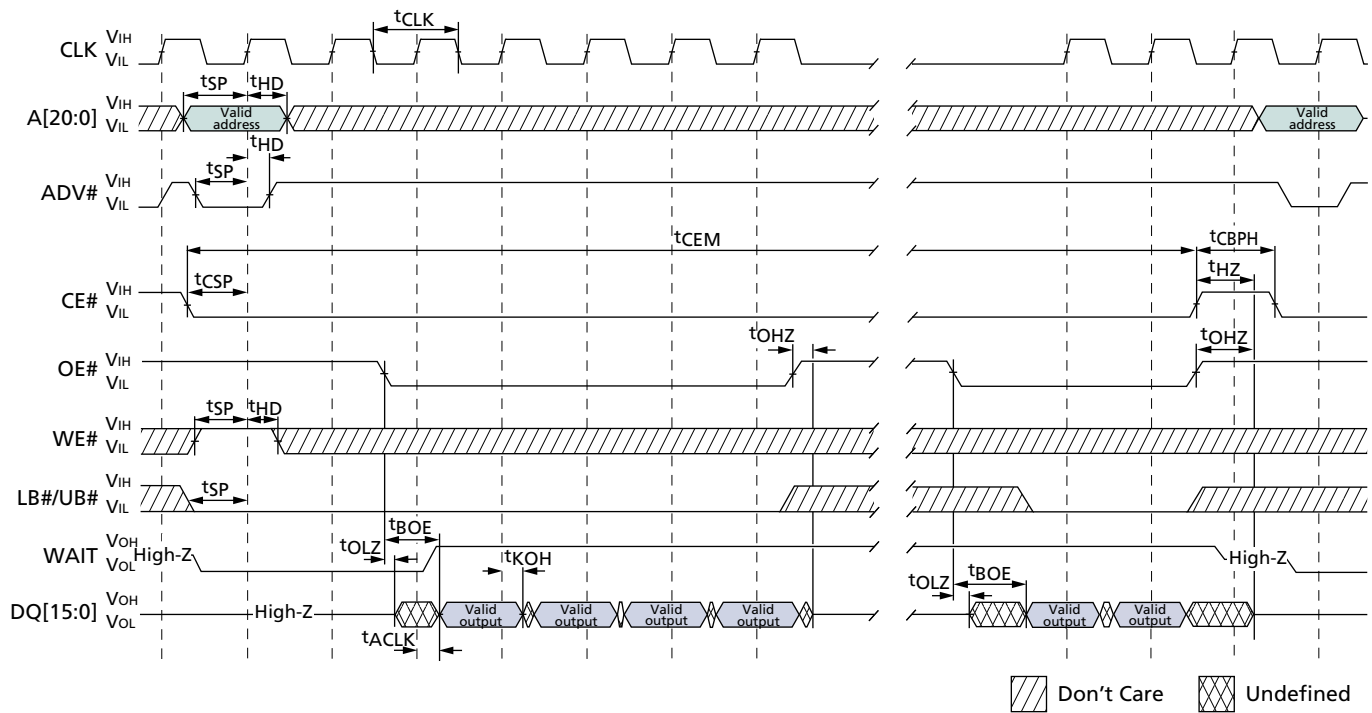 tCLK
CLK VIH
VIL
tSP tHD
A[20:0] VIH
VIL
Valid address
Valid address
tHD
tSP
ADV# VIH
VIL
tCEM
tCBPH
tCSP
tHZ
CE# VIH
VIL
tOHZ
tOHZ
OE# VIH
VIL
tSP tHD
WE# VIH
VIL
tSP
LB#/UB# VIH
VIL
tBOE
WAIT VOH
VOL
High-Z
tOLZ
tKOH
High-Z
tOLZ
tBOE
DQ[15:0] VOH
VOL
High-Z
Valid output
Valid output
Valid output
Valid output
Valid output
Valid output
tACLK
Don't Care
Undefined